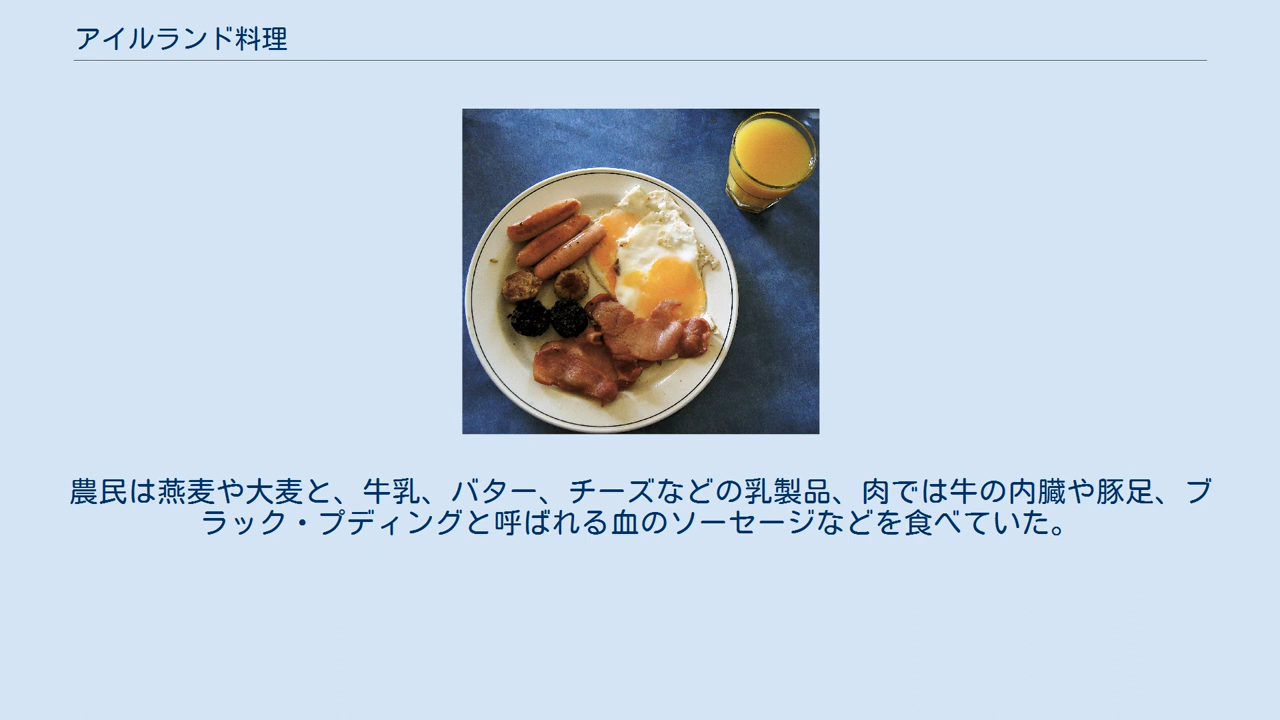 アイルランド料理
農民は燕麦や大麦と、牛乳、バター、チーズなどの乳製品、肉では牛の内臓や豚足、ブ
ラック・プディングと呼ばれる血のソーセージなどを食べていた。